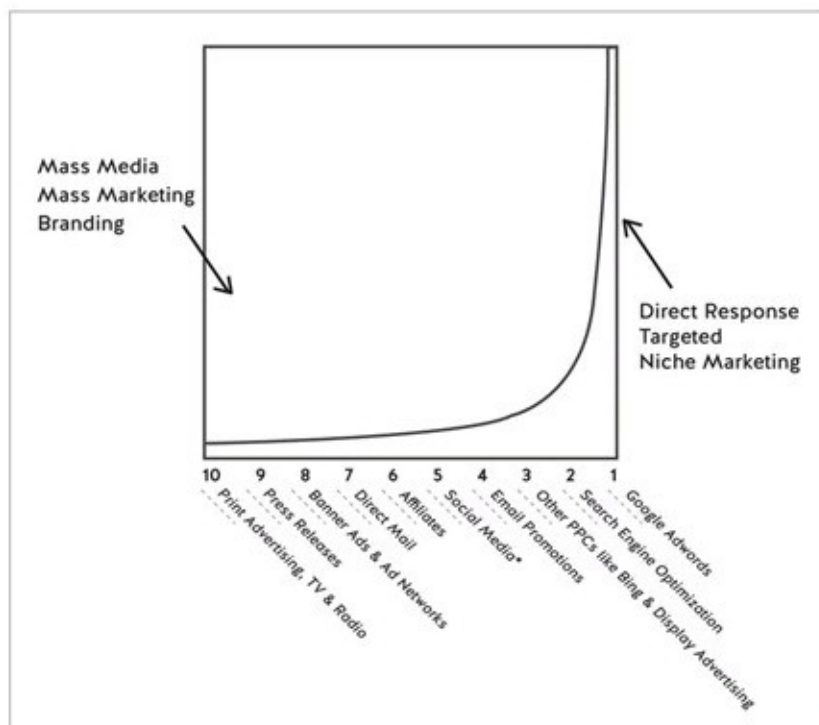 Mass Media
Mass Marketing
Branding
Direct Response
Targeted
Niche Marketing
10 9 8 7 6 5 4 3 2 1
Print Advertising, TV & Radio
Press Releases
Banner Ads & Ad Networks
Direct Mail
Affiliates
Social Media*
Email Promotions
Other PPCs like Bing & Display Advertising
Search Engine Optimization
Google Adwords